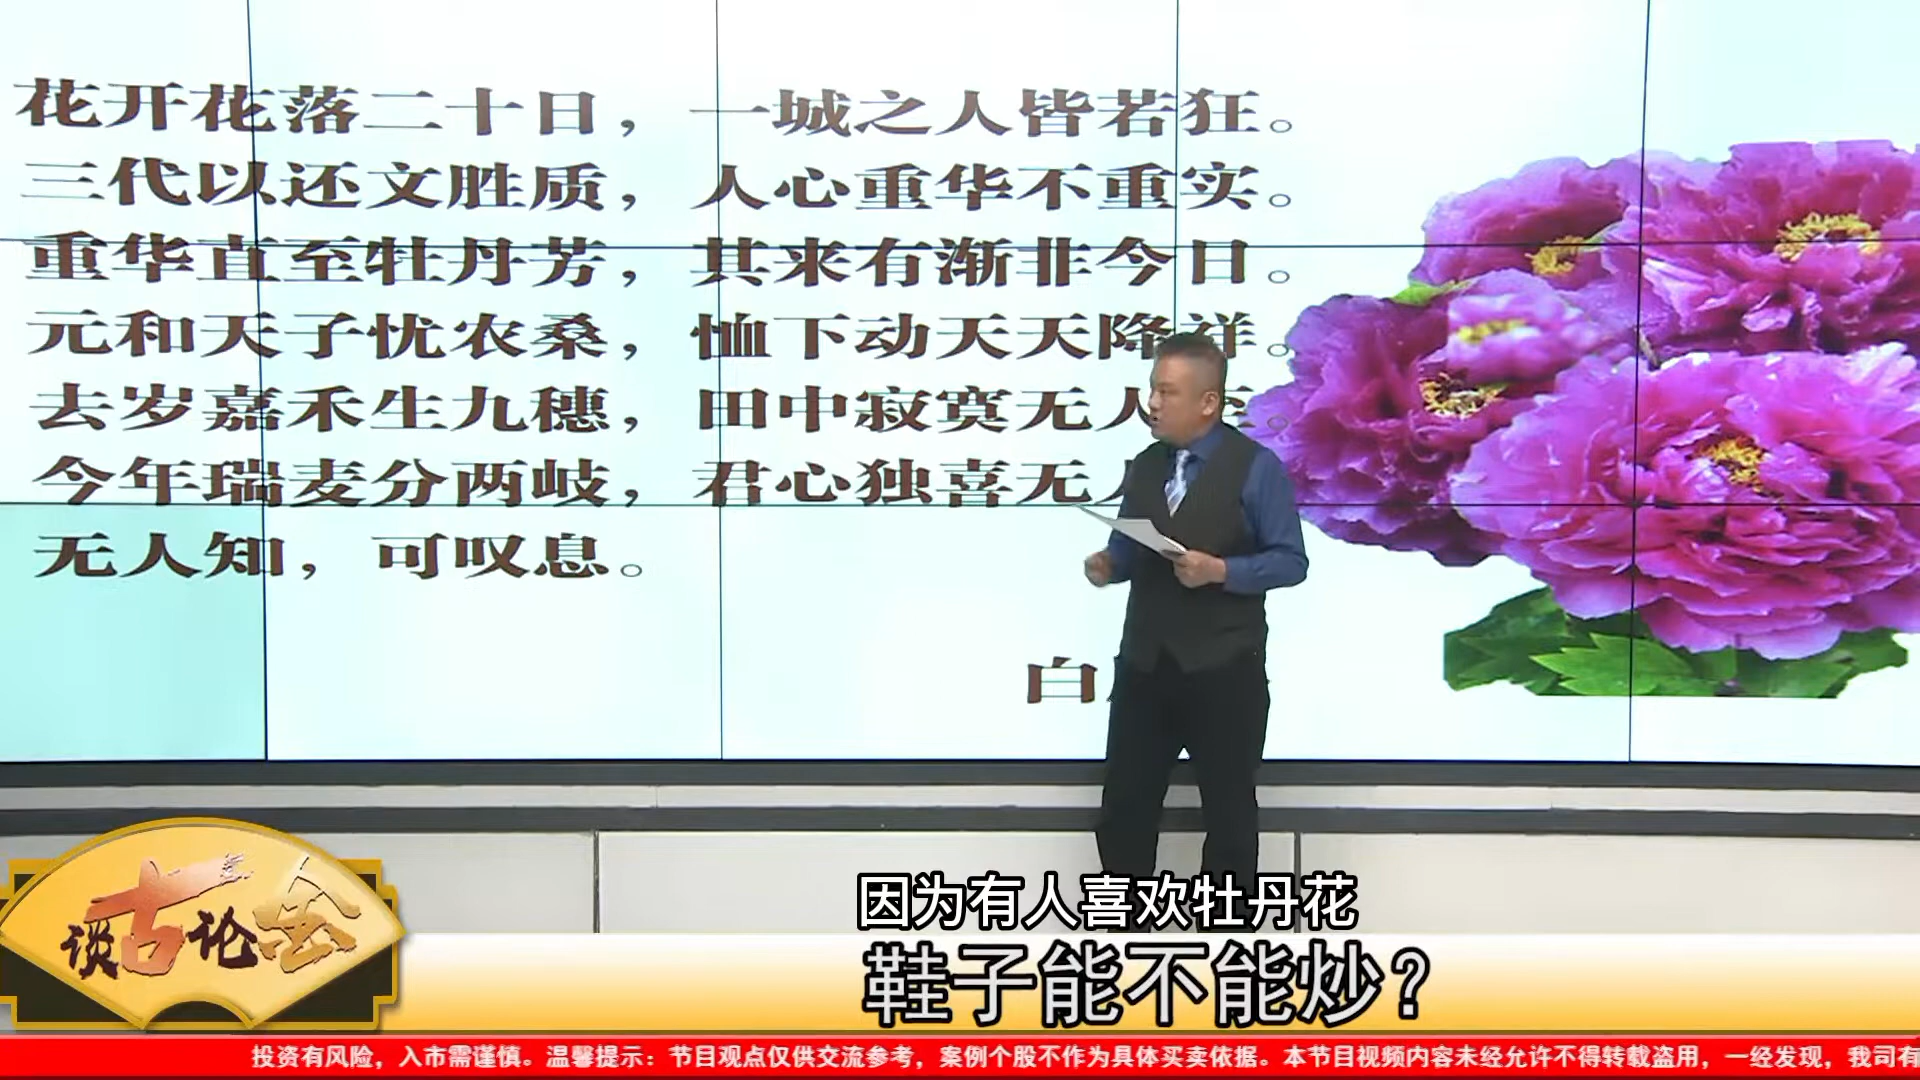 花开花落二十日，一城之人皆若狂。
三代以还文胜质，人心重华不重实。
重华直至牡丹芳，其来有渐非今日。
元和天子忧农桑，恤下动天天降祥。
去岁嘉禾生九穗，田中寂寞无人至。
今年瑞麦分两岐，君心独喜无人
无人知，可叹息。
白
因为有人喜欢牡丹花
谈古论金
鞋子能不能炒？
投资有风险，入市需谨慎。温馨提示：节目观点仅供交流参考，案例个股不作为具体买卖依据。本节目视频内容未经允许不得转载盗用，一经发现，我司有